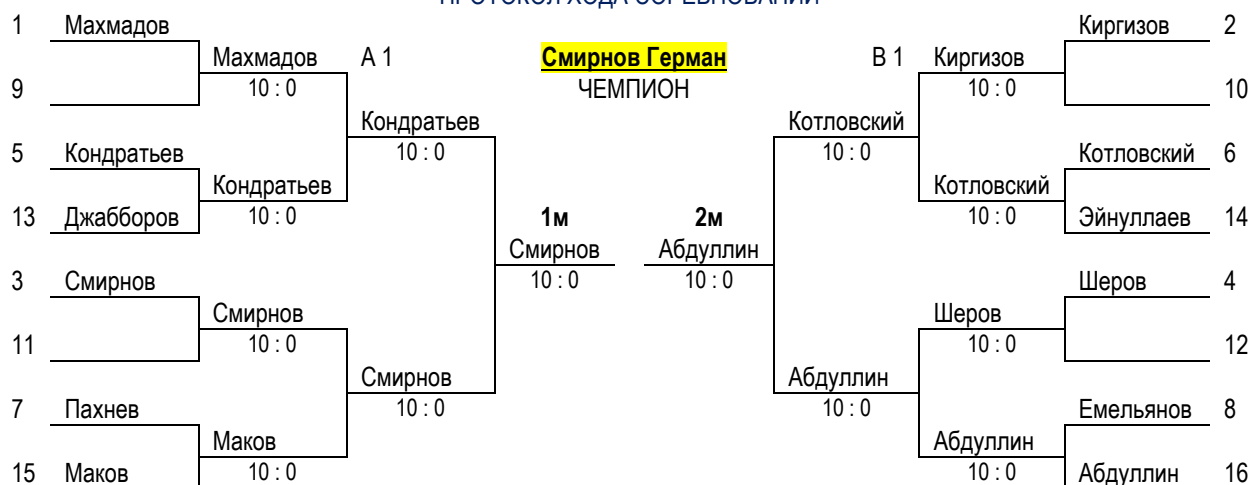 ПРОТОКОЛ ХОДА СОРЕВНОВАНИЙ
1 Махмадов Киргизов 2
Махмадов А 1 Смирнов Герман В 1 Киргизов
9 10 : 0 ЧЕМПИОН 10 : 0 10
Кондратьев Котловский
5 Кондратьев 10 : 0 10 : 0 Котловский 6
Кондратьев Котловский
13 Джабборов 10 : 0 1м 2м 10 : 0 Эйнуллаев 14
Смирнов Абдуллин
3 Смирнов 10 : 0 10 : 0 Шеров 4
Смирнов Шеров
11 10 : 0 10 : 0 12
Смирнов Абдуллин
7 Пахнев 10 : 0 10 : 0 Емельянов 8
Маков Абдуллин
15 Маков 10 : 0 10 : 0 Абдуллин 16